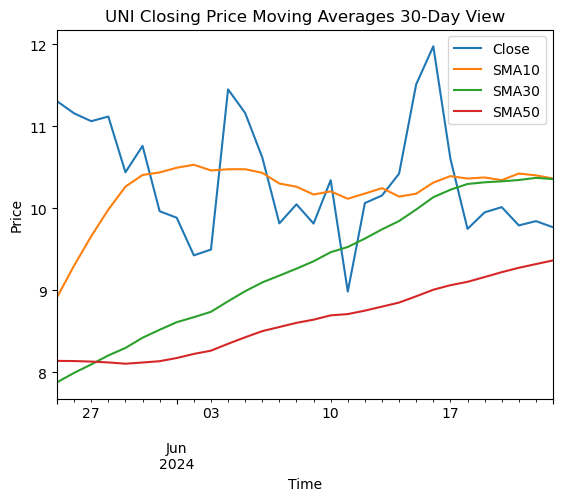 UNI Closing Price Moving Averages 30-Day View
Close
SMA10
SMA30
SMA50
12
11
10
9
8
Price
27
03
10
17
Jun
2024
Time